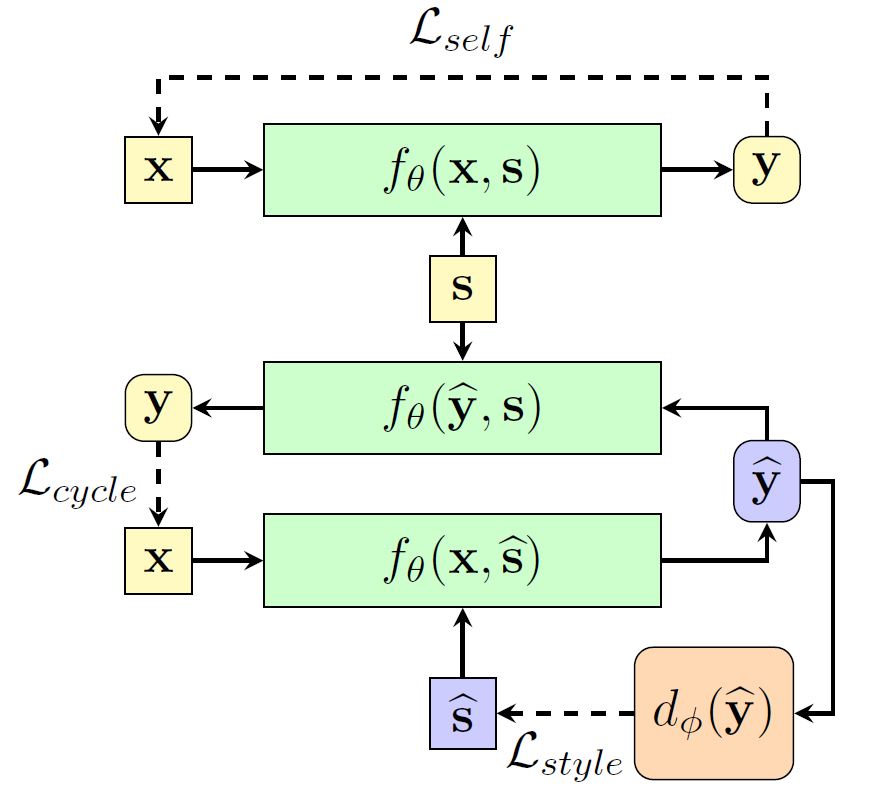 ℒ_self
x f_θ(x, s) y
s
y f_θ(ŷ, s)
ŷ
ℒ_cycle
x f_θ(x, ŝ)
ŝ d_ϕ(ŷ)
ℒ_style